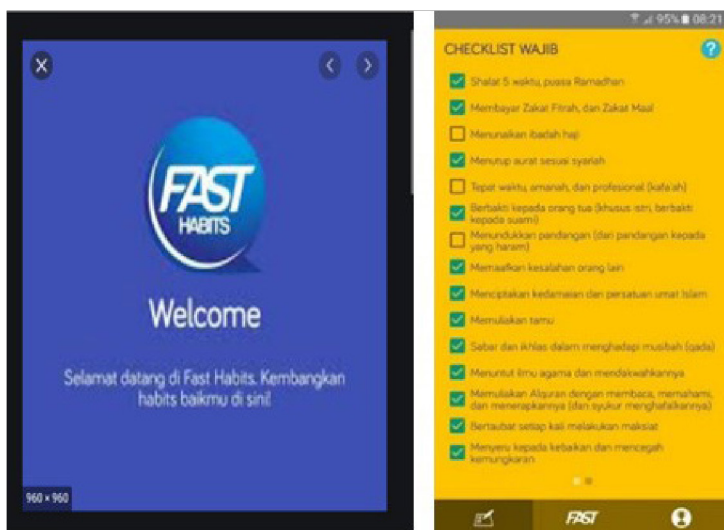 FAST
HABITS
Welcome
Selamat datang di Fast Habits. Kembangkan
habits baikmu di sini!
960 × 960
95% 08:21
CHECKLIST WAJIB
?
Shalat 5 waktu, puasa Ramadhan
Membayar Zakat Fitrah, dan Zakat Maal
Menunaikan ibadah haji
Menutup aurat sesuai syariah
Tepat waktu, amanah, dan profesional (kafa'ah)
Berbakti kepada orang tua (khusus istri, berbakti
kepada suami)
Menundukkan pandangan (dari pandangan kepada
yang haram)
Memaafkan kesalahan orang lain
Menciptakan kedamaian dan persatuan umat Islam
Memuliakan tamu
Sabar dan ikhlas dalam menghadapi musibah (qada)
Menuntut ilmu agama dan mendakwahkannya
Memuliakan Alquran dengan membaca, memahami,
dan menerapkannya (dan syukur menghafalkannya)
Bertaubat setiap kali melakukan maksiat
Menyeru kepada kebaikan dan mencegah
kemungkaran
FAST